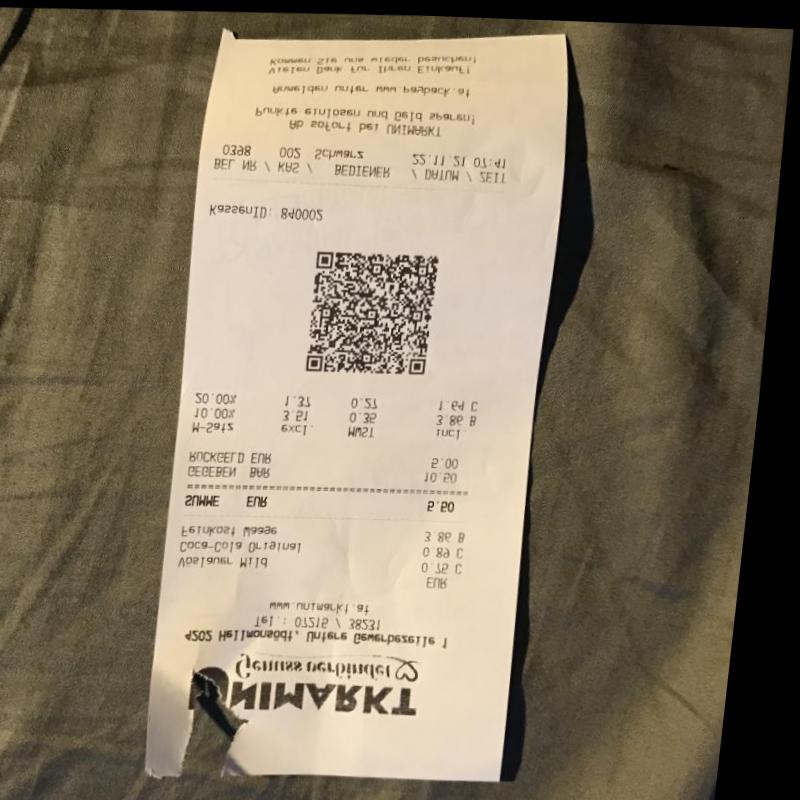 UNIMARKT
Genuss verbindet
4202 Hellmonsödt, Untere Gewerbezeile 1
Tel.: 07215 / 38231
www.unimarkt.at
EUR
Vöslauer Mild 0.75 C
Coca-Cola Original 0.89 C
Feinkost Waage 3.86 B
SUMME EUR 5.50
GEGEBEN BAR 10.50
RÜCKGELD EUR 5.00
M-Satz excl. MWST incl.
10.00% 3.51 0.35 3.86 B
20.00% 1.37 0.27 1.64 C
KassenID: 840002
BEL NR / KAS / BEDIENER / DATUM / ZEIT
0398 002 Schwarz 22.11.21 07:41
Ab sofort bei UNIMARKT
Punkte einlösen und Geld sparen!
Anmelden unter www.payback.at
Vielen Dank für Ihren Einkauf!
Kommen Sie uns wieder besuchen!